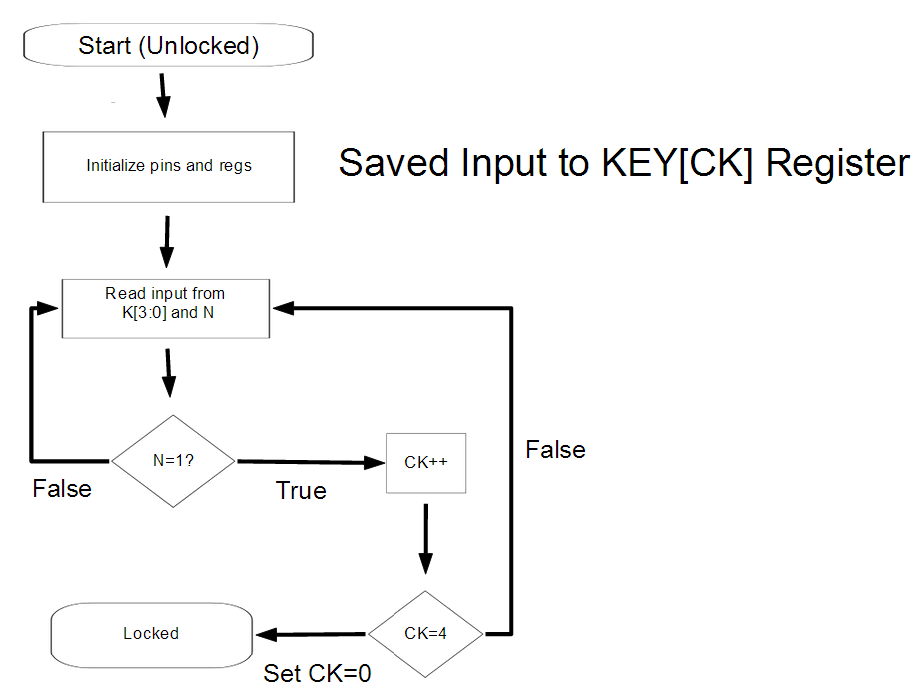 Start (Unlocked)
Initialize pins and regs
Saved Input to KEY[CK] Register
Read input from
K[3:0] and N
N=1?
False
True
CK++
False
CK=4
Set CK=0
Locked